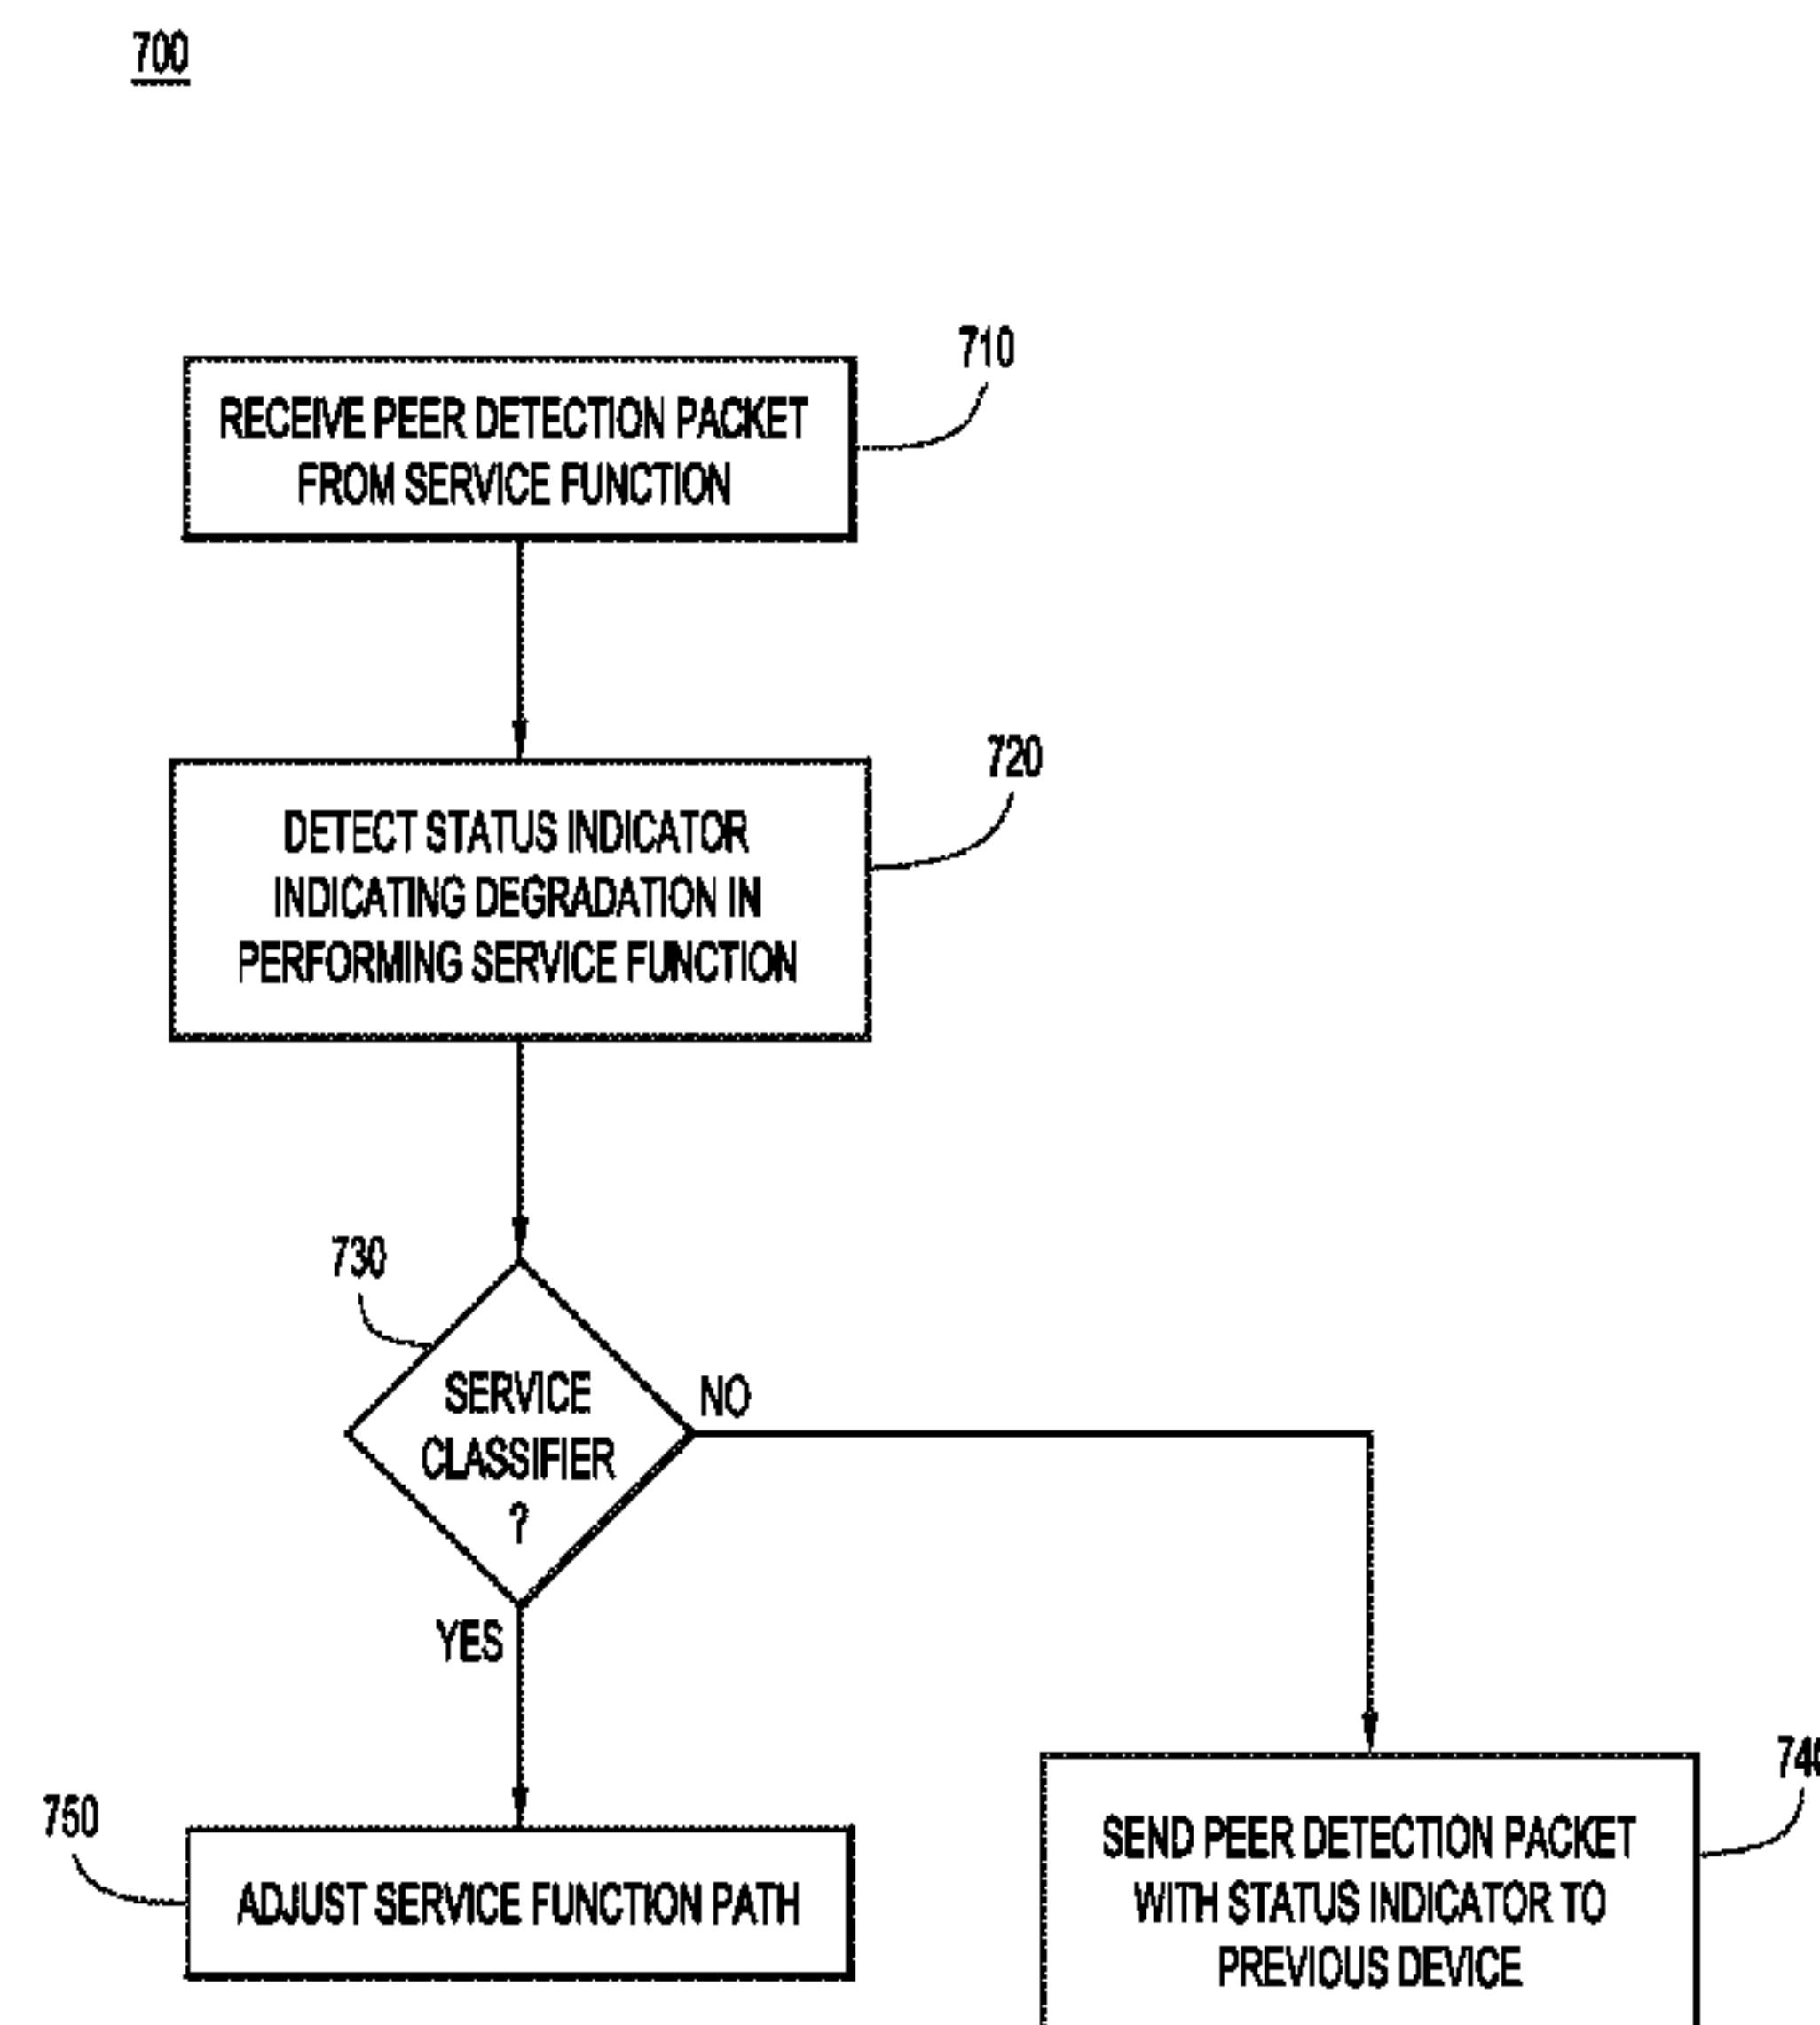 700
710
RECEIVE PEER DETECTION PACKET
FROM SERVICE FUNCTION
720
DETECT STATUS INDICATOR
INDICATING DEGRADATION IN
PERFORMING SERVICE FUNCTION
730
SERVICE
CLASSIFIER
?
NO
YES
740
750
SEND PEER DETECTION PACKET
WITH STATUS INDICATOR TO
PREVIOUS DEVICE
ADJUST SERVICE FUNCTION PATH